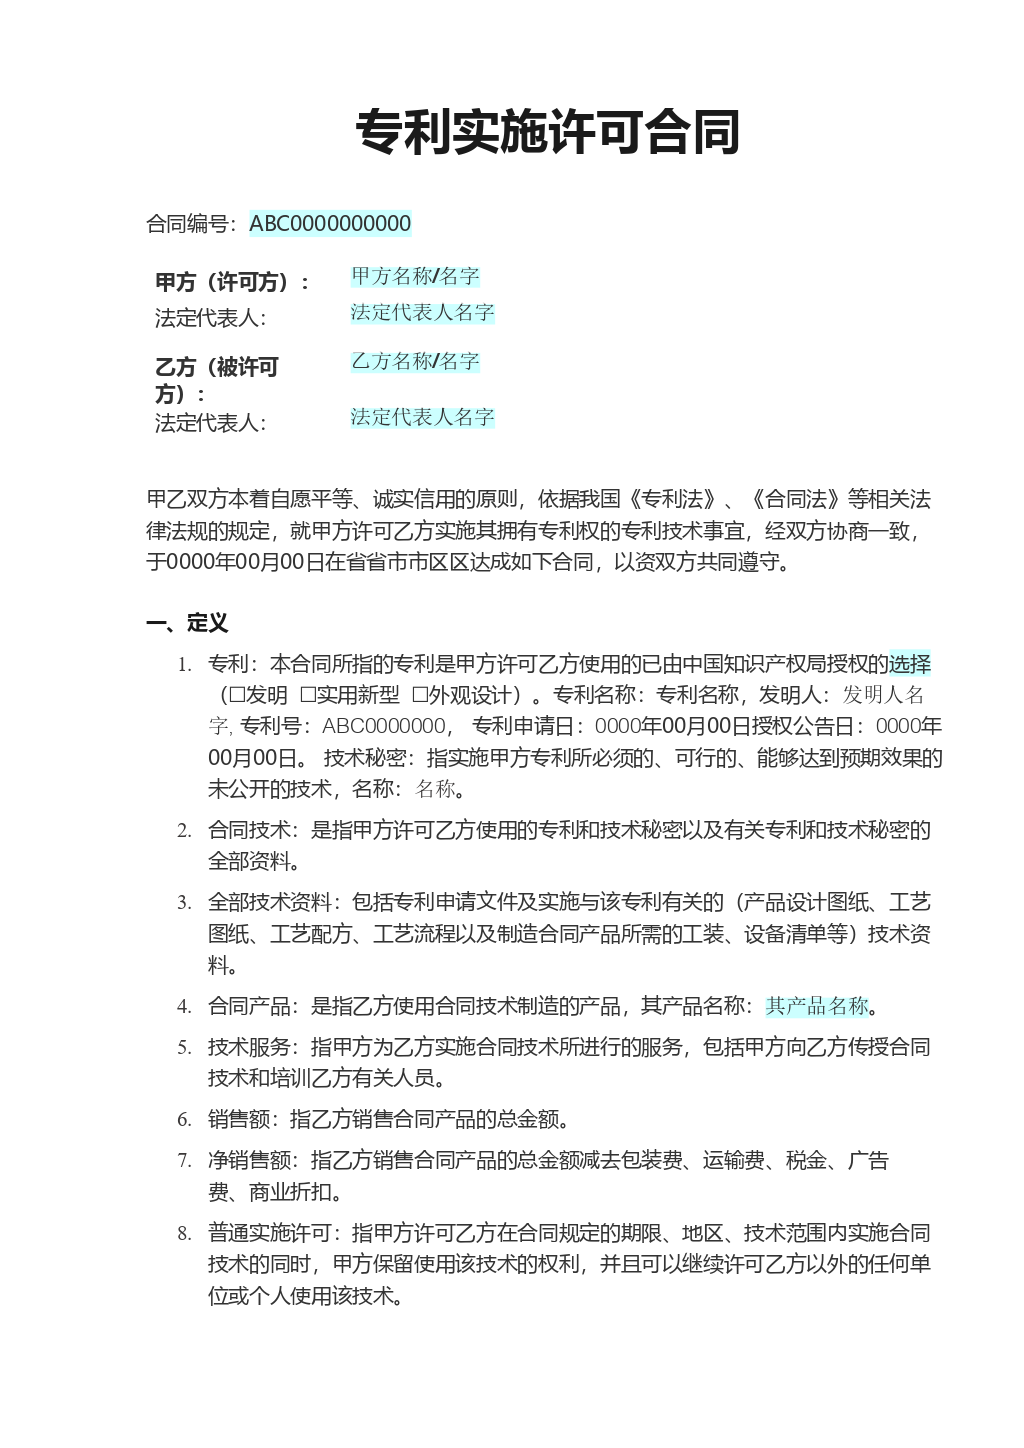 专利实施许可合同
合同编号：ABC0000000000
甲方（许可方）： 甲方名称/名字
法定代表人： 法定代表人名字
乙方（被许可
方）： 乙方名称/名字
法定代表人： 法定代表人名字
甲乙双方本着自愿平等、诚实信用的原则，依据我国《专利法》、《合同法》等相关法
律法规的规定，就甲方许可乙方实施其拥有专利权的专利技术事宜，经双方协商一致，
于0000年00月00日在省省市市区区达成如下合同，以资双方共同遵守。
一、定义
1. 专利：本合同所指的专利是甲方许可乙方使用的已由中国知识产权局授权的选择
（□发明 □实用新型 □外观设计）。专利名称：专利名称，发明人：发明人名
字, 专利号：ABC0000000， 专利申请日：0000年00月00日授权公告日：0000年
00月00日。 技术秘密：指实施甲方专利所必须的、可行的、能够达到预期效果的
未公开的技术，名称：名称。
2. 合同技术：是指甲方许可乙方使用的专利和技术秘密以及有关专利和技术秘密的
全部资料。
3. 全部技术资料：包括专利申请文件及实施与该专利有关的（产品设计图纸、工艺
图纸、工艺配方、工艺流程以及制造合同产品所需的工装、设备清单等）技术资
料。
4. 合同产品：是指乙方使用合同技术制造的产品，其产品名称：其产品名称。
5. 技术服务：指甲方为乙方实施合同技术所进行的服务，包括甲方向乙方传授合同
技术和培训乙方有关人员。
6. 销售额：指乙方销售合同产品的总金额。
7. 净销售额：指乙方销售合同产品的总金额减去包装费、运输费、税金、广告
费、商业折扣。
8. 普通实施许可：指甲方许可乙方在合同规定的期限、地区、技术范围内实施合同
技术的同时，甲方保留使用该技术的权利，并且可以继续许可乙方以外的任何单
位或个人使用该技术。